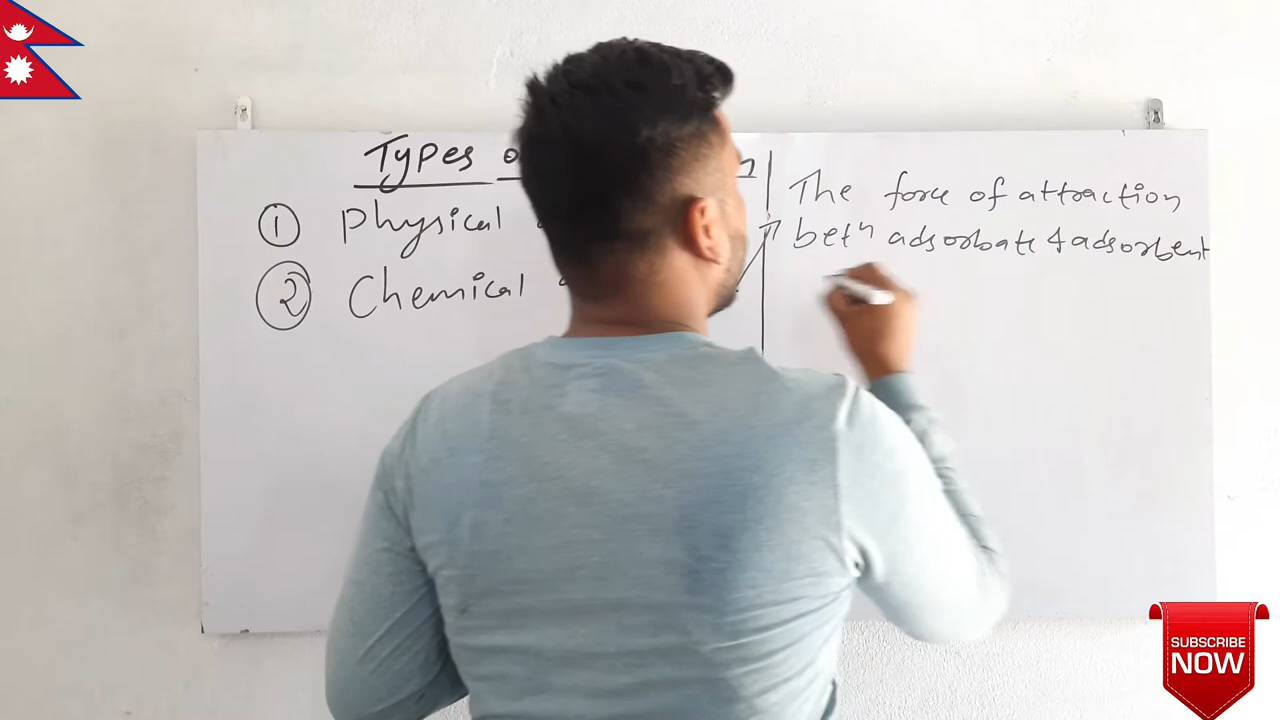 Types
① Physical
② Chemical
The force of attraction
betn adsorbate & adsorbent
SUBSCRIBE
NOW